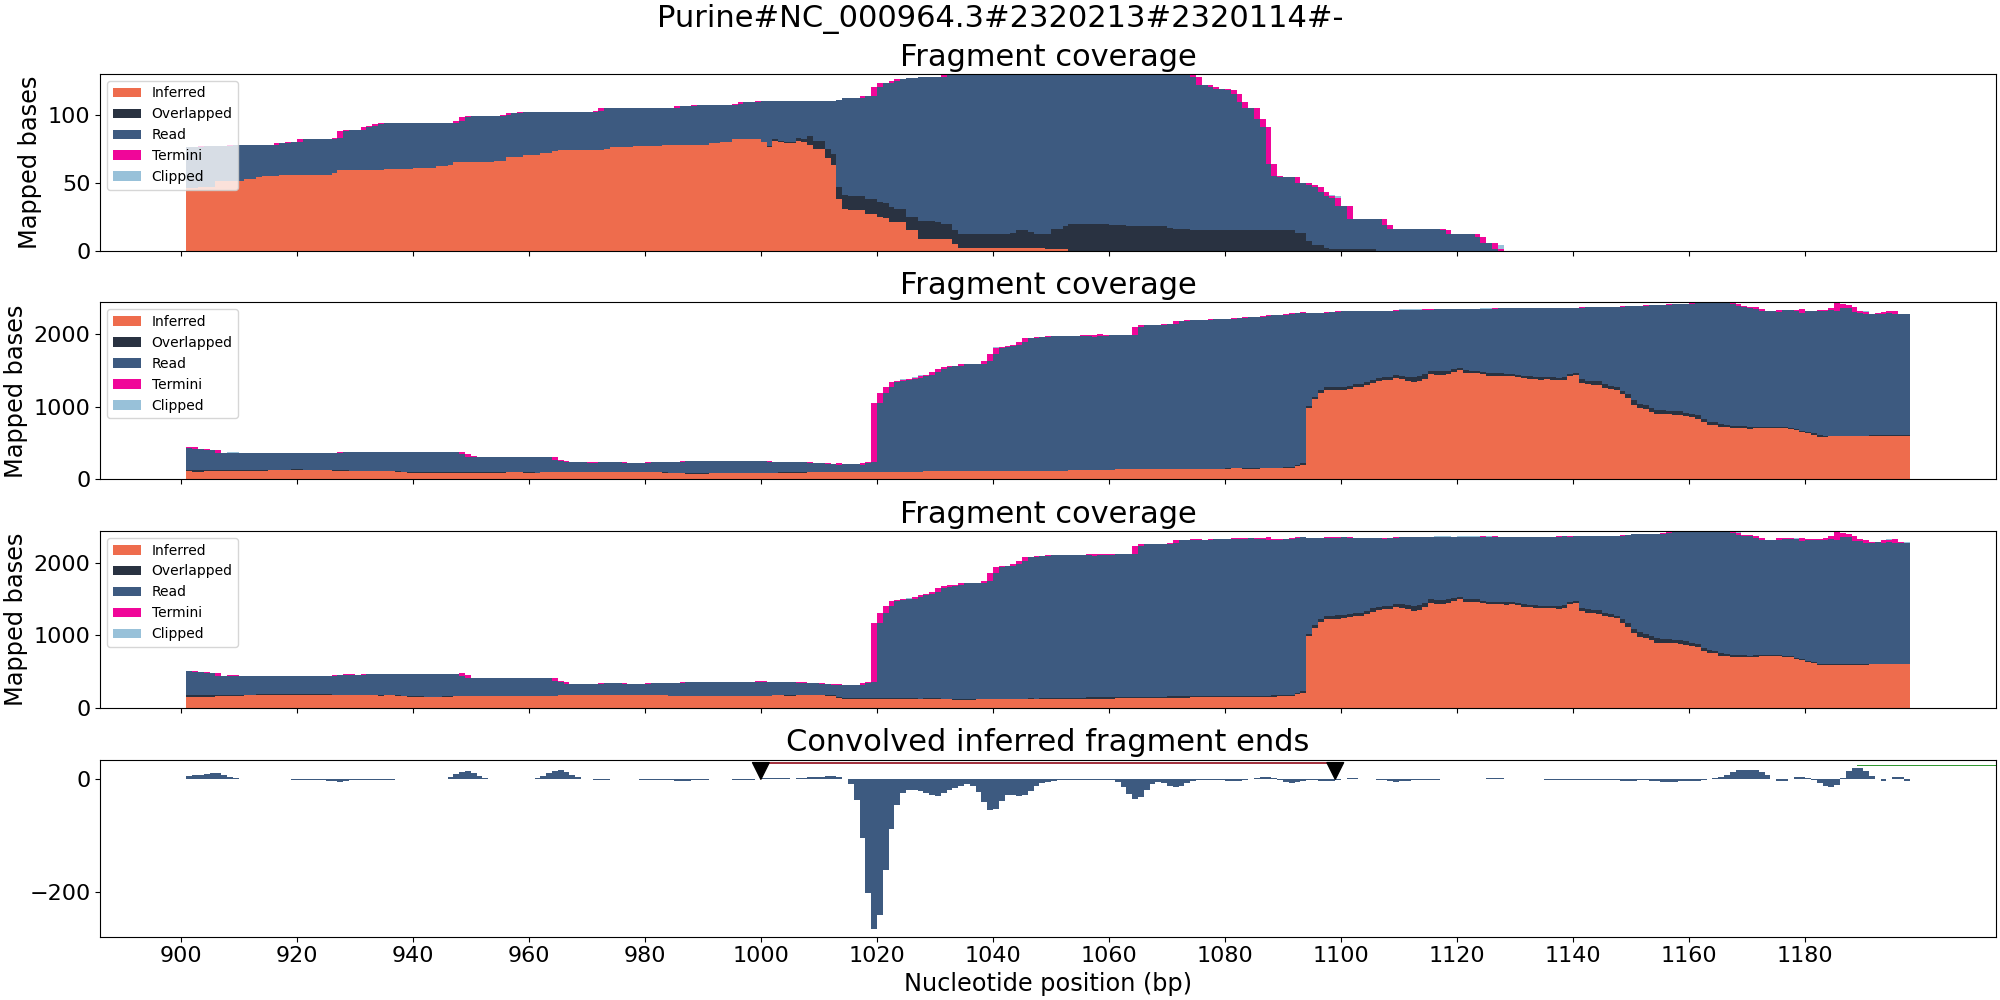 Purine#NC_000964.3#2320213#2320114#-
Fragment coverage
Mapped bases
100
50
0
Inferred
Overlapped
Read
Termini
Clipped
Fragment coverage
Mapped bases
2000
1000
0
Inferred
Overlapped
Read
Termini
Clipped
Fragment coverage
Mapped bases
2000
1000
0
Inferred
Overlapped
Read
Termini
Clipped
Convolved inferred fragment ends
0
−200
900 920 940 960 980 1000 1020 1040 1060 1080 1100 1120 1140 1160 1180
Nucleotide position (bp)